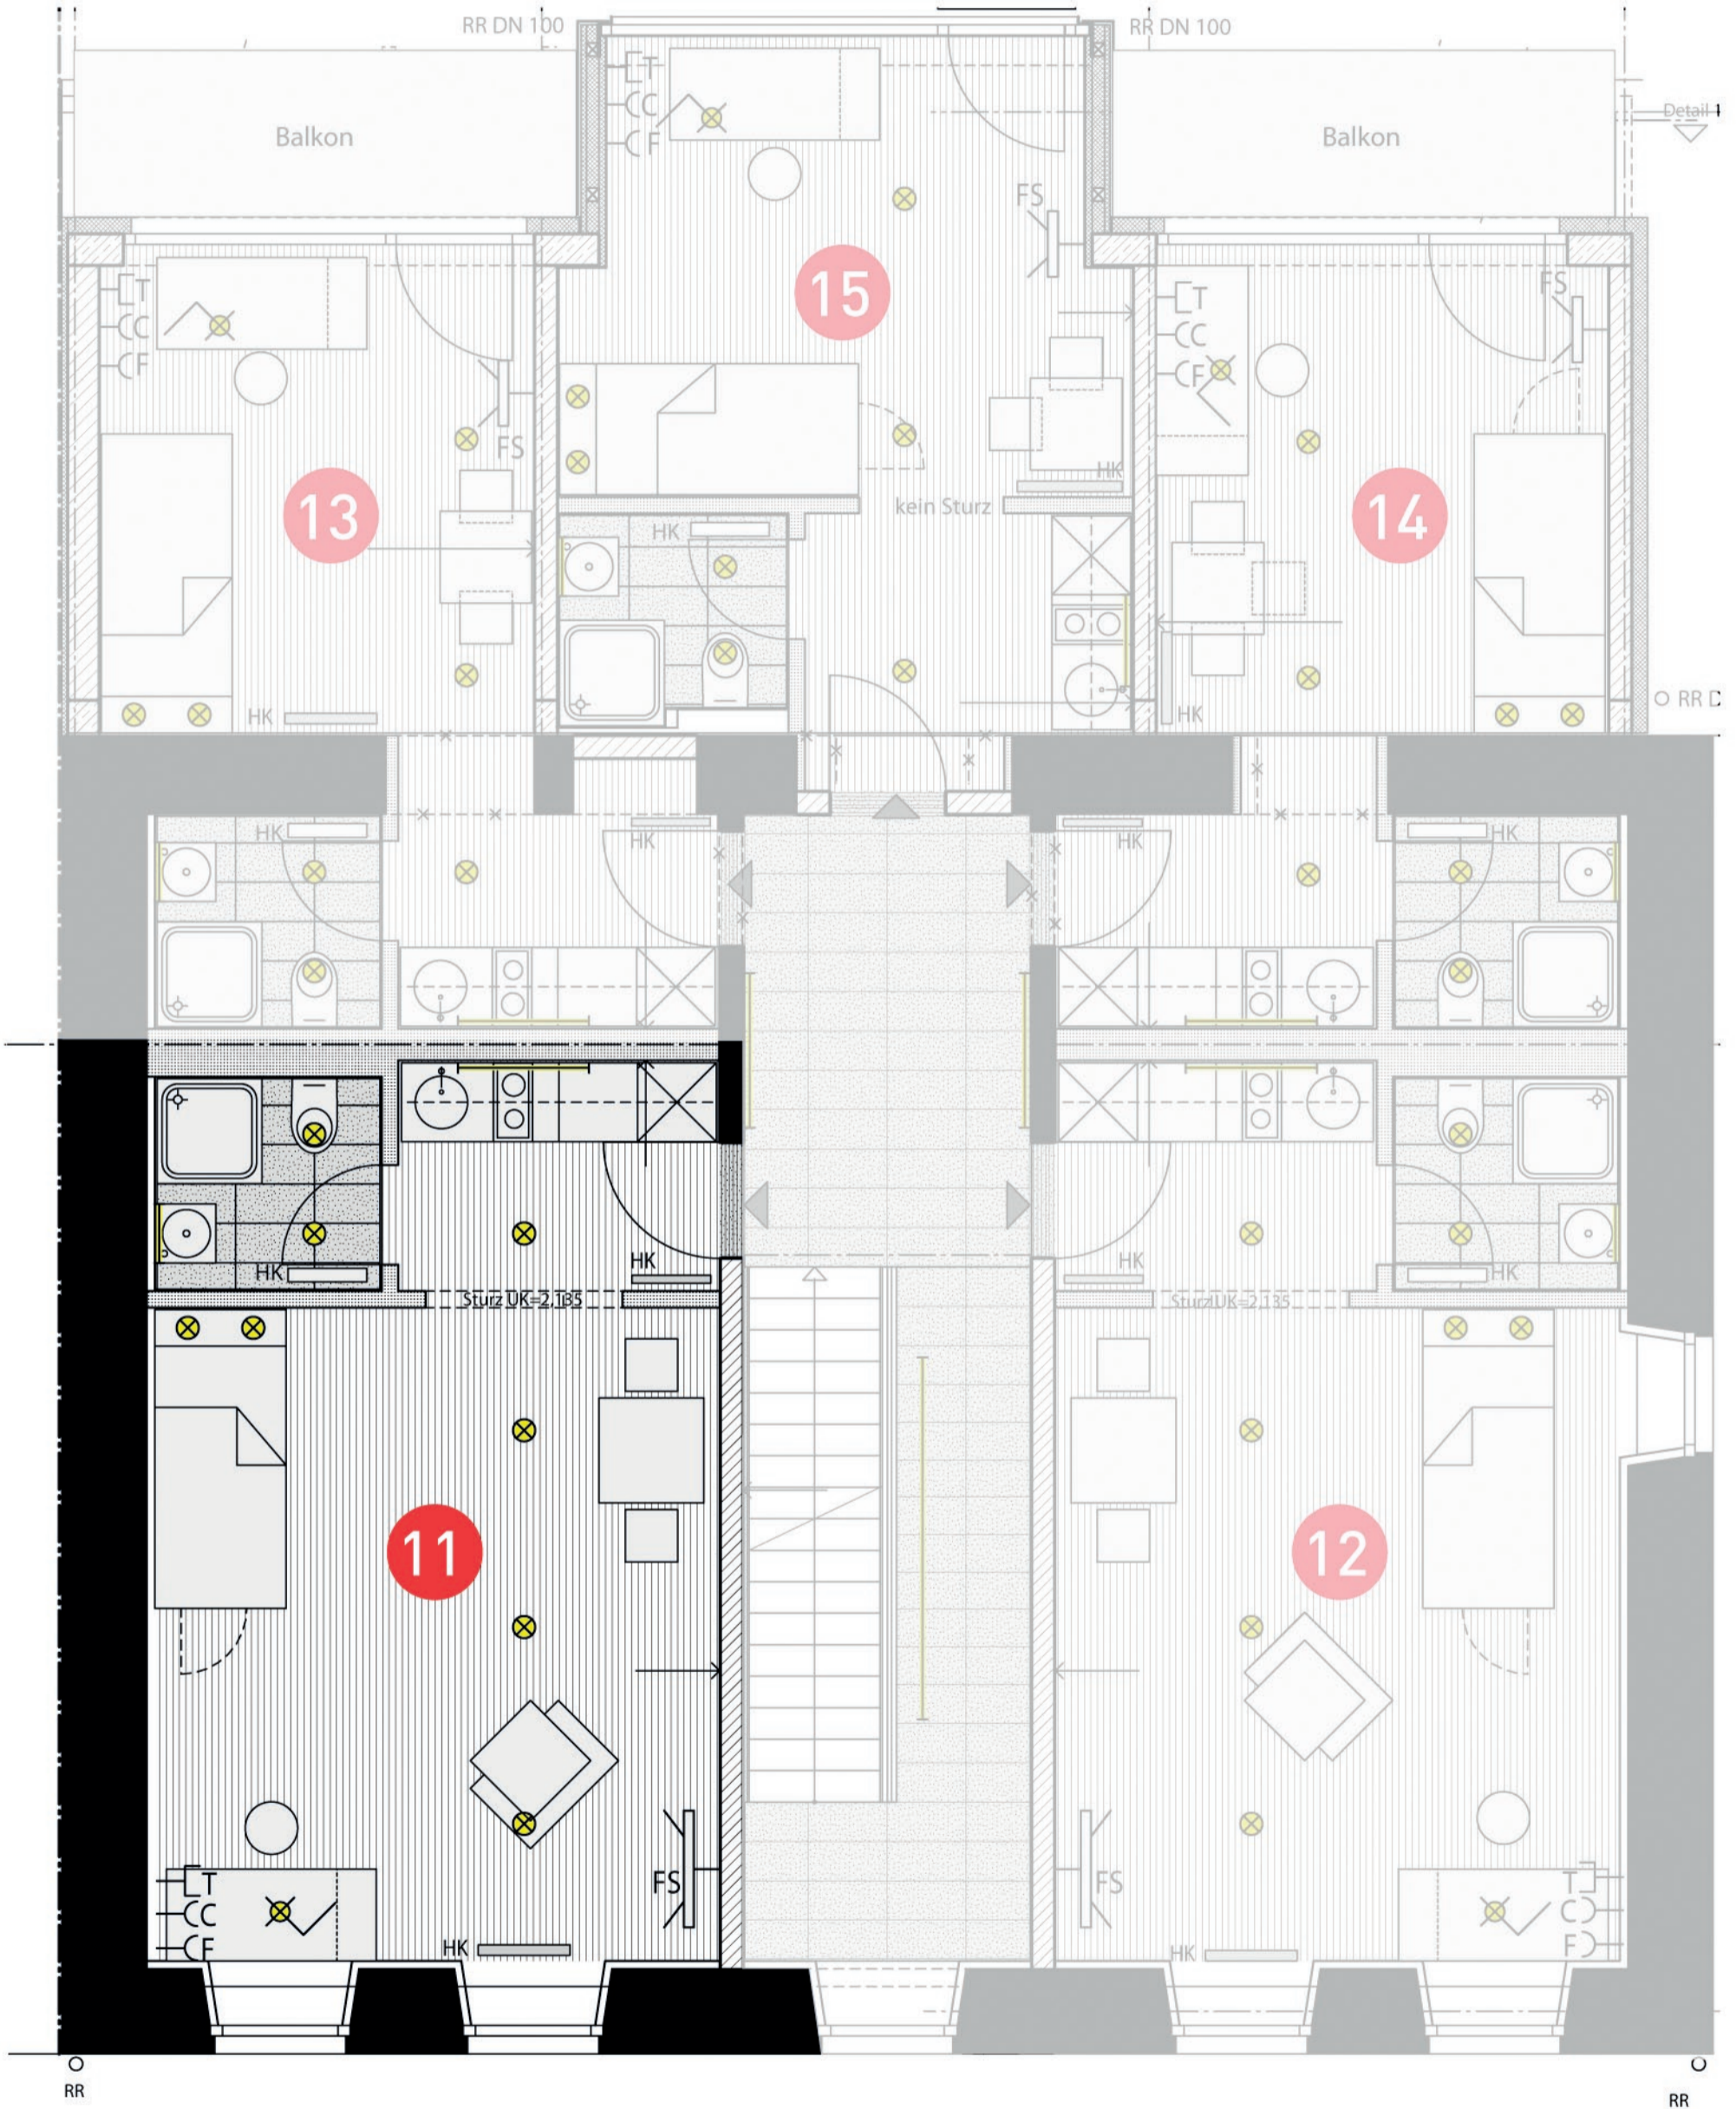 RR DN 100
RR DN 100
T
C
F
Balkon
Balkon
Detail
FS
15
T
C
F
FS
T
C
F
FS
HK
13
kein Sturz
14
HK
HK
HK
RR D
HK
HK
HK
HK
HK
HK
HK
HK
Sturz UK=2,135
Sturz UK=2,135
11
12
T
C
F
FS
HK
FS
T
C
F
HK
RR
RR